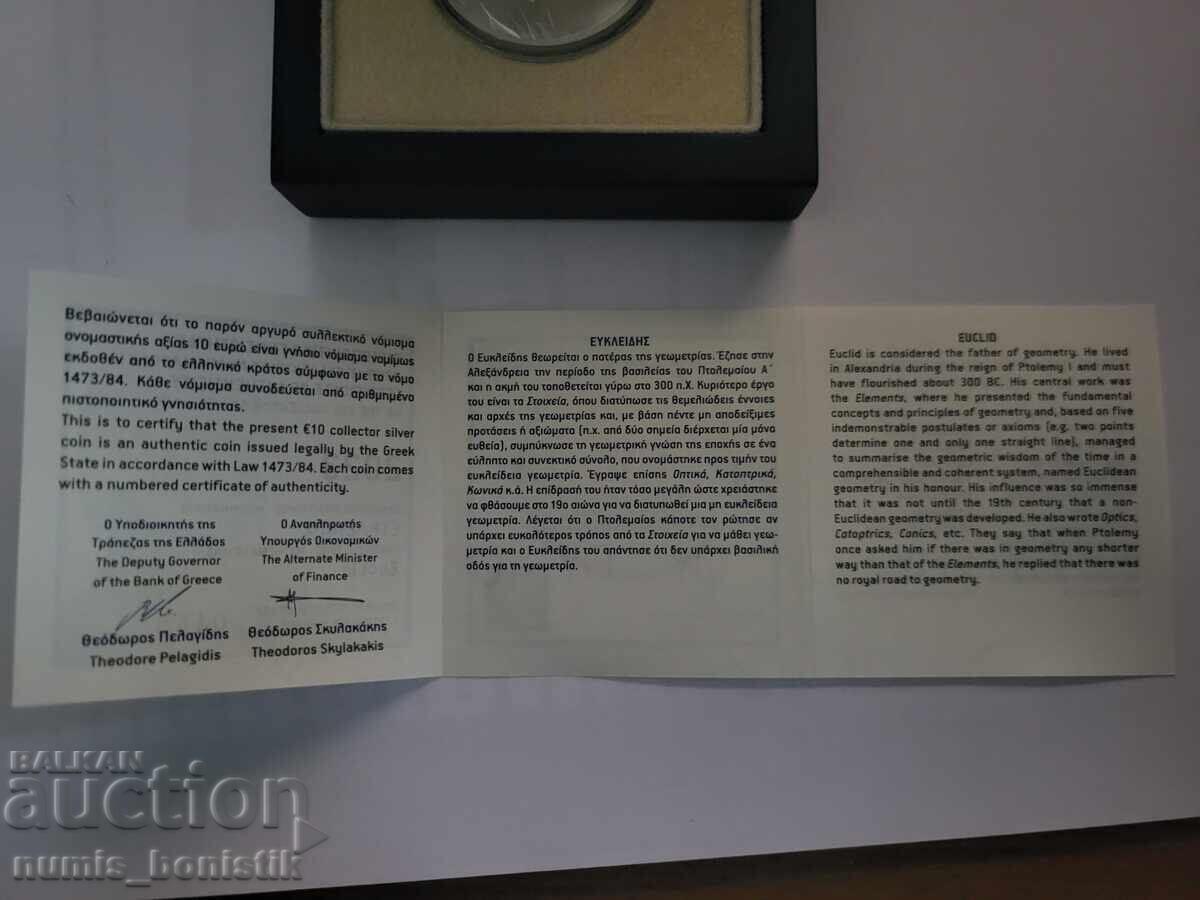 Βεβαιώνεται ότι το παρόν αργυρό συλλεκτικό νόμισμα
ονομαστικής αξίας 10 ευρώ είναι γνήσιο νόμισμα νομίμως
εκδοθέν από το ελληνικό κράτος σύμφωνα με το νόμο
1473/84. Κάθε νόμισμα συνοδεύεται από αριθμημένο
πιστοποιητικό γνησιότητας.
This is to certify that the present €10 collector silver
coin is an authentic coin issued legally by the Greek
State in accordance with Law 1473/84. Each coin comes
with a numbered certificate of authenticity.
Ο Υποδιοικητής της
Τράπεζας της Ελλάδος
The Deputy Governor
of the Bank of Greece
Θεόδωρος Πελαγίδης
Theodore Pelagidis
Ο Αναπληρωτής
Υπουργός Οικονομικών
The Alternate Minister
of Finance
Θεόδωρος Σκυλακάκης
Theodoros Skylakakis
ΕΥΚΛΕΙΔΗΣ
Ο Ευκλείδης θεωρείται ο πατέρας της γεωμετρίας. Έζησε στην
Αλεξάνδρεια την περίοδο της βασιλείας του Πτολεμαίου Α΄
και η ακμή του τοποθετείται γύρω στο 300 π.Χ. Κυριότερο έργο
του είναι τα Στοιχεία, όπου διατύπωσε τις θεμελιώδεις έννοιες
και αρχές της γεωμετρίας και, με βάση πέντε μη αποδείξιμες
προτάσεις ή αξιώματα (π.χ. από δύο σημεία διέρχεται μία μόνο
ευθεία), συμπύκνωσε τη γεωμετρική γνώση της εποχής σε ένα
εύληπτο και συνεκτικό σύνολο, που ονομάστηκε προς τιμήν του
ευκλείδεια γεωμετρία. Έγραψε επίσης Οπτικά, Κατοπτρικά,
Κωνικά κ.ά. Η επίδρασή του ήταν τόσο μεγάλη ώστε χρειάστηκε
να φθάσουμε στο 19ο αιώνα για να διατυπωθεί μια μη ευκλείδεια
γεωμετρία. Λέγεται ότι ο Πτολεμαίος κάποτε τον ρώτησε αν
υπάρχει ευκολότερος τρόπος από τα Στοιχεία για να μάθει γεω-
μετρία και ο Ευκλείδης του απάντησε ότι δεν υπάρχει βασιλική
οδός για τη γεωμετρία.
EUCLID
Euclid is considered the father of geometry. He lived
in Alexandria during the reign of Ptolemy I and must
have flourished about 300 BC. His central work was
the Elements, where he presented the fundamental
concepts and principles of geometry and, based on five
indemonstrable postulates or axioms (e.g. two points
determine one and only one straight line), managed
to summarise the geometric wisdom of the time in a
comprehensible and coherent system, named Euclidean
geometry in his honour. His influence was so immense
that it was not until the 19th century that a non-
Euclidean geometry was developed. He also wrote Optics,
Catoptrics, Conics, etc. They say that when Ptolemy
once asked him if there was in geometry any shorter
way than that of the Elements, he replied that there was
no royal road to geometry.
BALKAN
auction
numis_bonistik